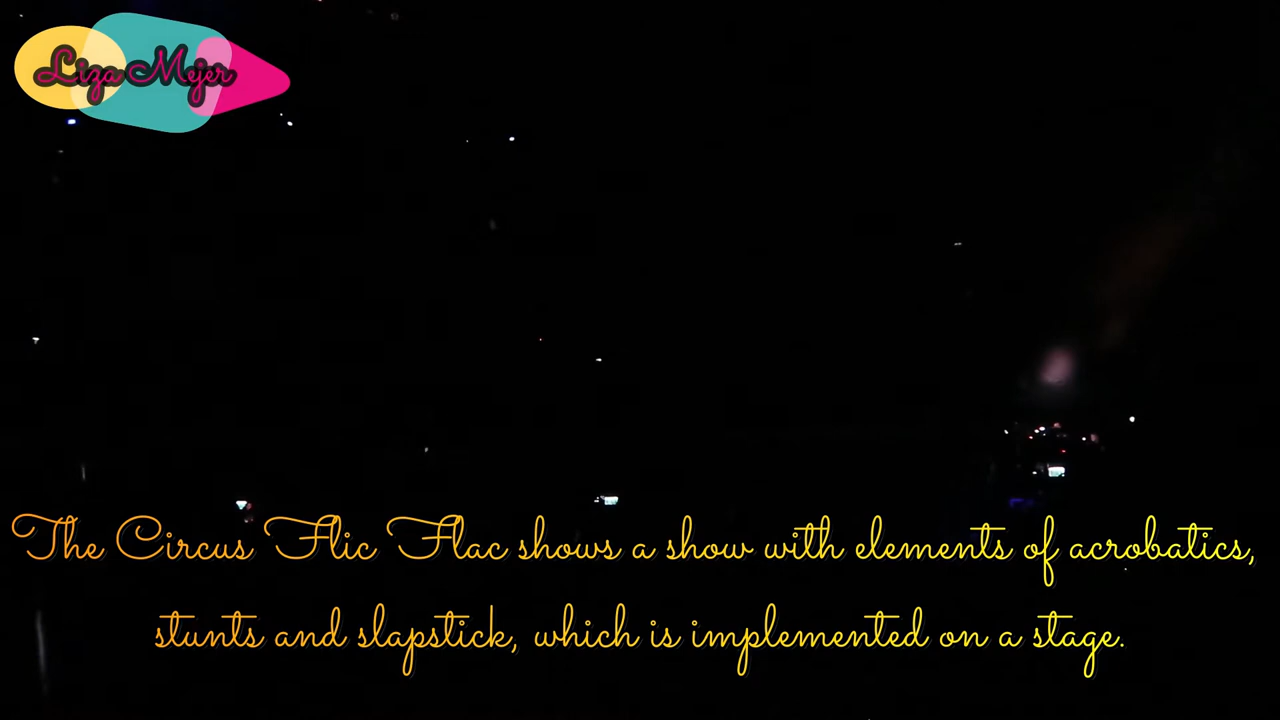 Liza Mejer
The Circus Flic Flac shows a show with elements of acrobatics,
stunts and slapstick, which is implemented on a stage.